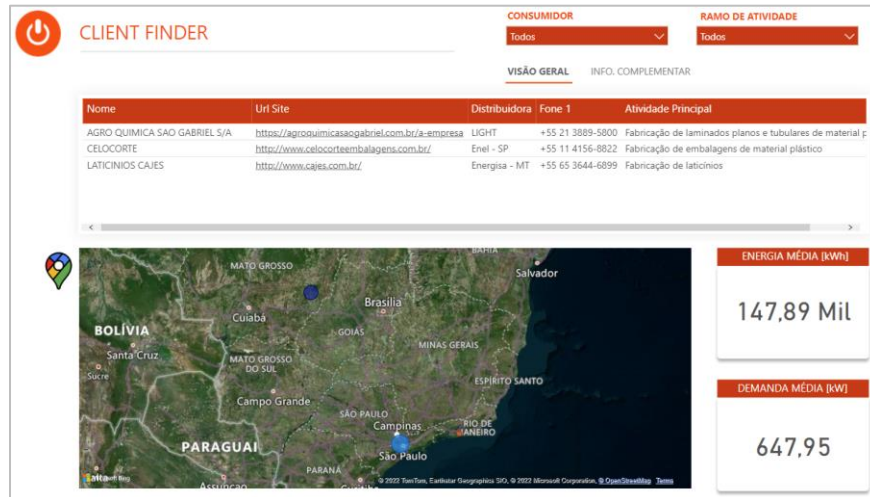 CLIENT FINDER
CONSUMIDOR
Todos
RAMO DE ATIVIDADE
Todos
VISÃO GERAL INFO. COMPLEMENTAR
Nome Url Site Distribuidora Fone 1 Atividade Principal
AGRO QUIMICA SAO GABRIEL S/A https://agroquimicasaogabriel.com.br/a-empresa LIGHT +55 21 3889-5800 Fabricação de laminados planos e tubulares de material p
CELOCORTE http://www.celocorteembalagens.com.br/ Enel - SP +55 11 4156-8822 Fabricação de embalagens de material plástico
LATICINIOS CAJES http://www.cajes.com.br/ Energisa - MT +55 65 3644-6899 Fabricação de laticínios
BAHIA
MATO GROSSO
Salvador
Brasília
Cuiabá
BOLÍVIA
GOIÁS
MINAS GERAIS
Santa Cruz
MATO GROSSO
DO SUL
Sucre
ESPÍRITO SANTO
Campo Grande
SÃO PAULO
Campinas
RIO DE
JANEIRO
PARAGUAI
São Paulo
PARANÁ
Salta
Bing
Assunção
Curitiba
© 2022 TomTom, Earthstar Geographics SIO, © 2022 Microsoft Corporation, © OpenStreetMap Terms
ENERGIA MÉDIA [kWh]
147,89 Mil
DEMANDA MÉDIA [kW]
647,95